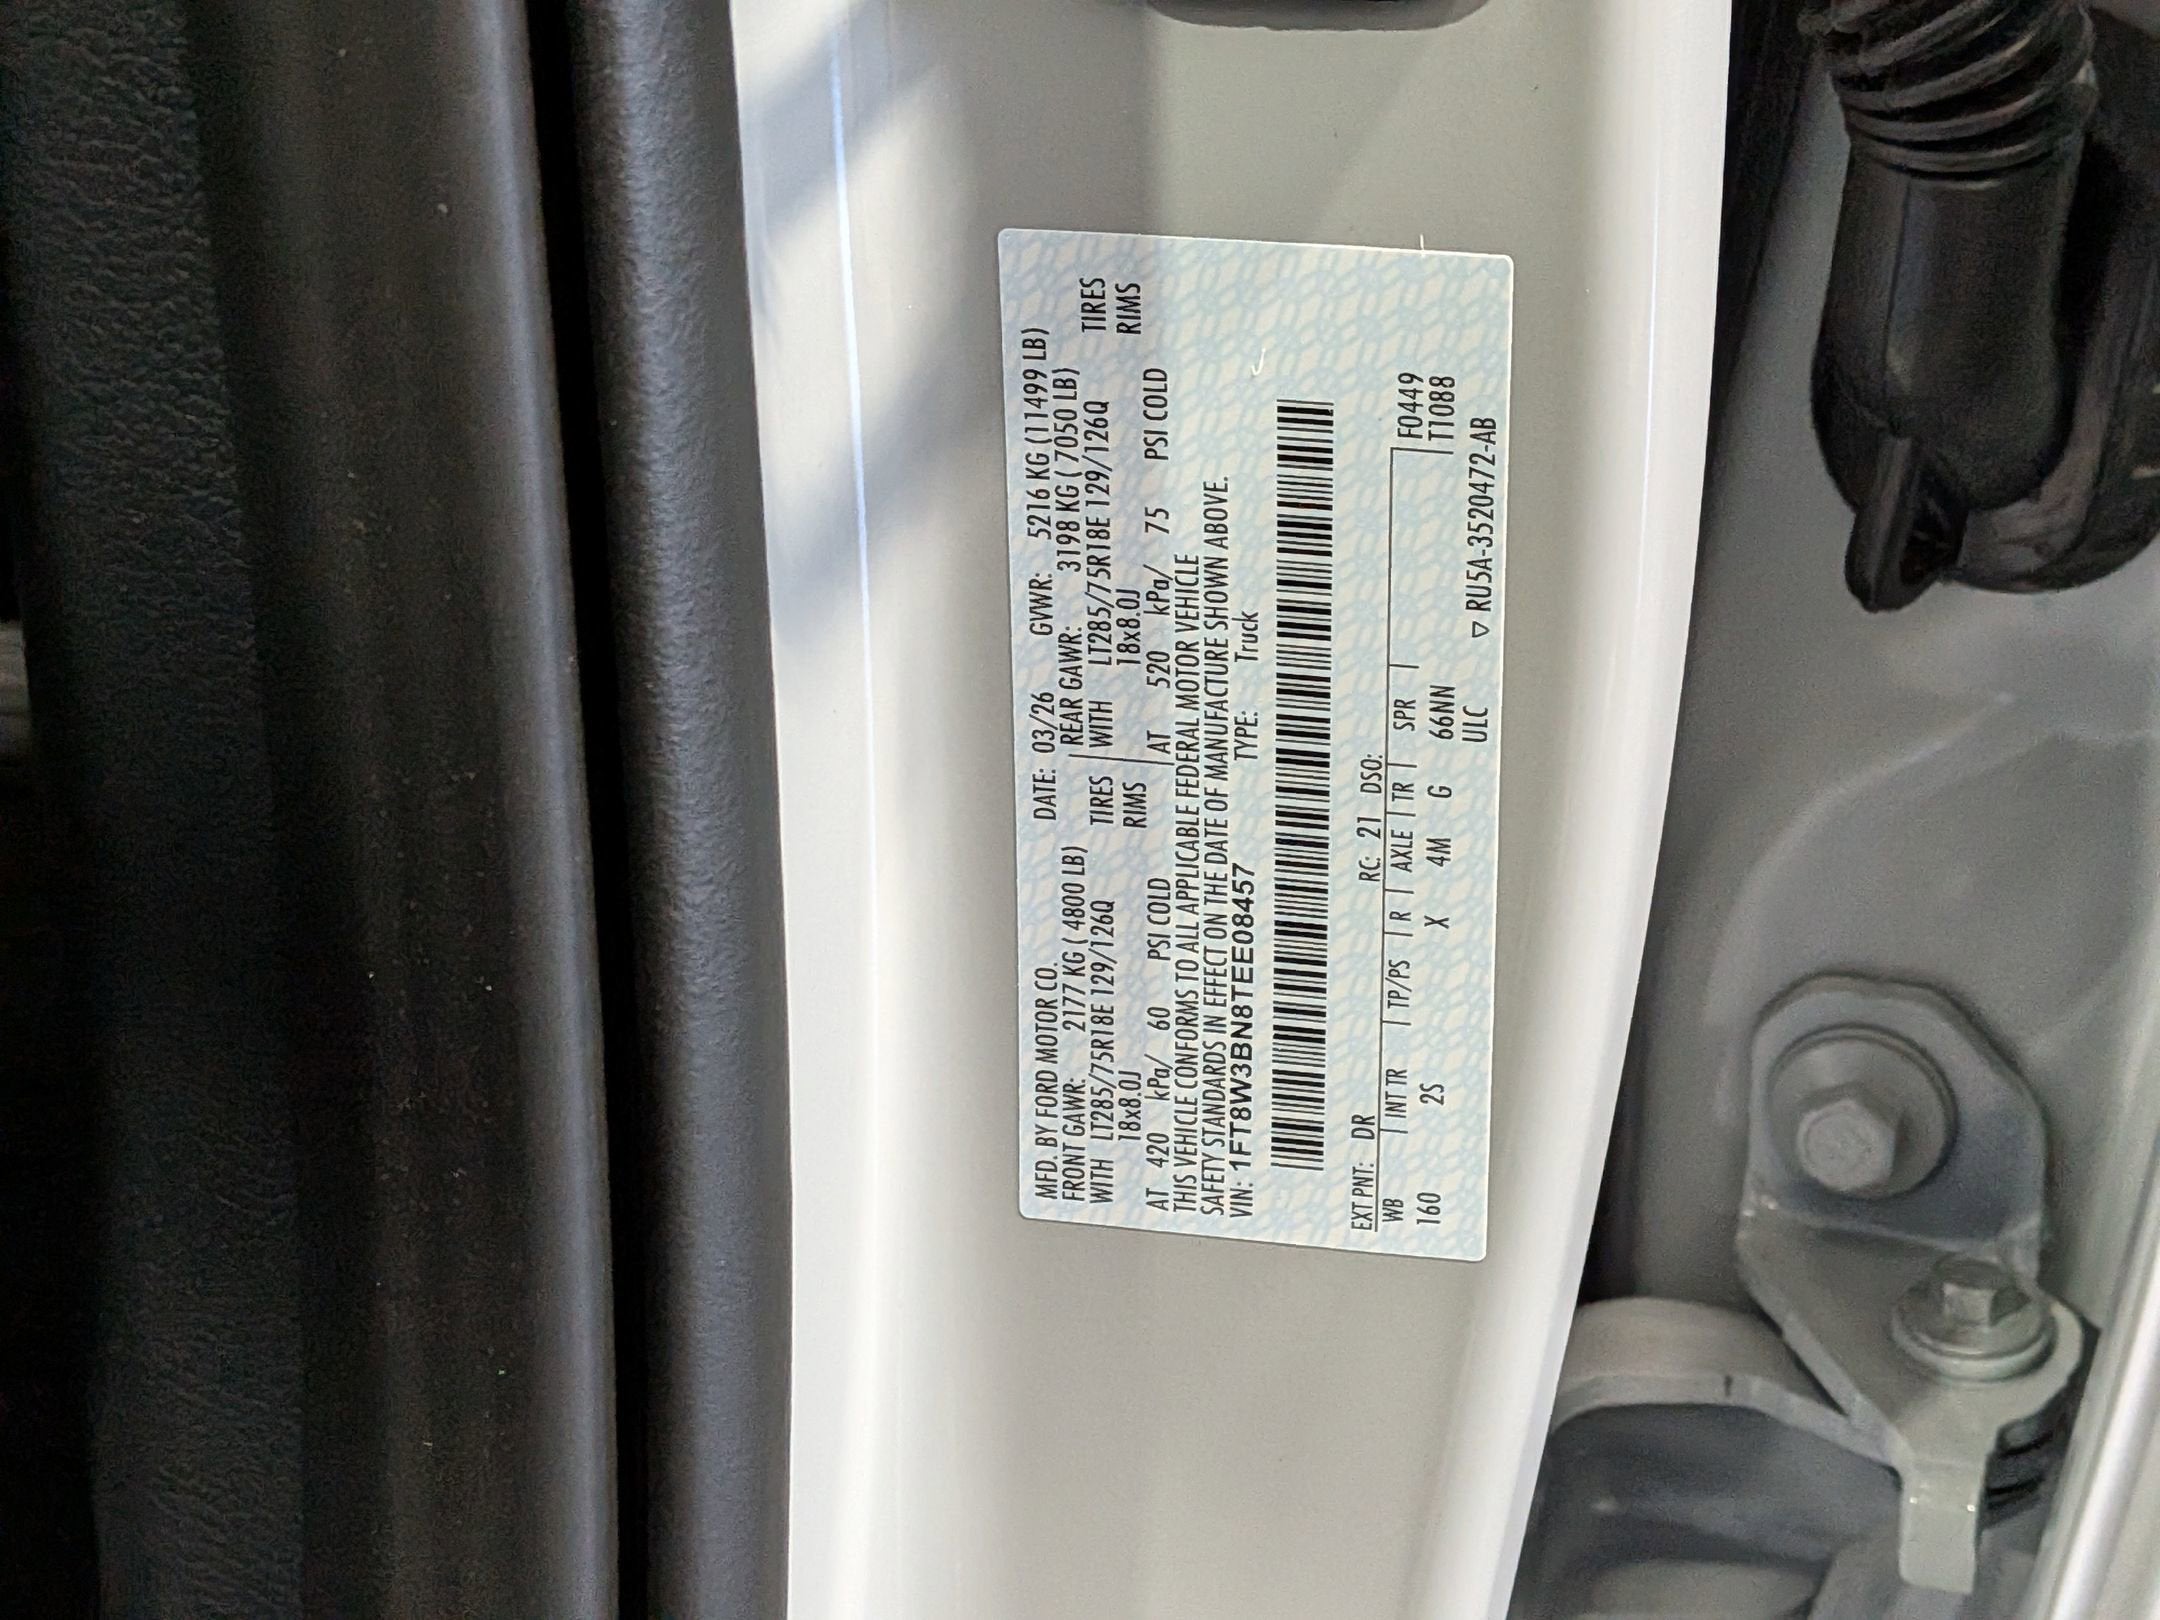 MFD. BY FORD MOTOR CO. DATE: 03/26 GVWR: 5216 KG (11499 LB)
FRONT GAWR: 2177 KG ( 4800 LB) REAR GAWR: 3198 KG ( 7050 LB)
WITH LT285/75R18E 129/126Q TIRES WITH LT285/75R18E 129/126Q TIRES
18x8.0J RIMS 18x8.0J RIMS
AT 420 kPa/ 60 PSI COLD AT 520 kPa/ 75 PSI COLD
THIS VEHICLE CONFORMS TO ALL APPLICABLE FEDERAL MOTOR VEHICLE
SAFETY STANDARDS IN EFFECT ON THE DATE OF MANUFACTURE SHOWN ABOVE.
VIN: 1FT8W3BN8TEE08457 TYPE: Truck
EXT PNT: DR RC: 21 DSO:
WB INT TR TP/PS R AXLE TR SPR F0449
160 2S X 4M G 66NN T1088
ULC ▽ RU5A-3520472-AB